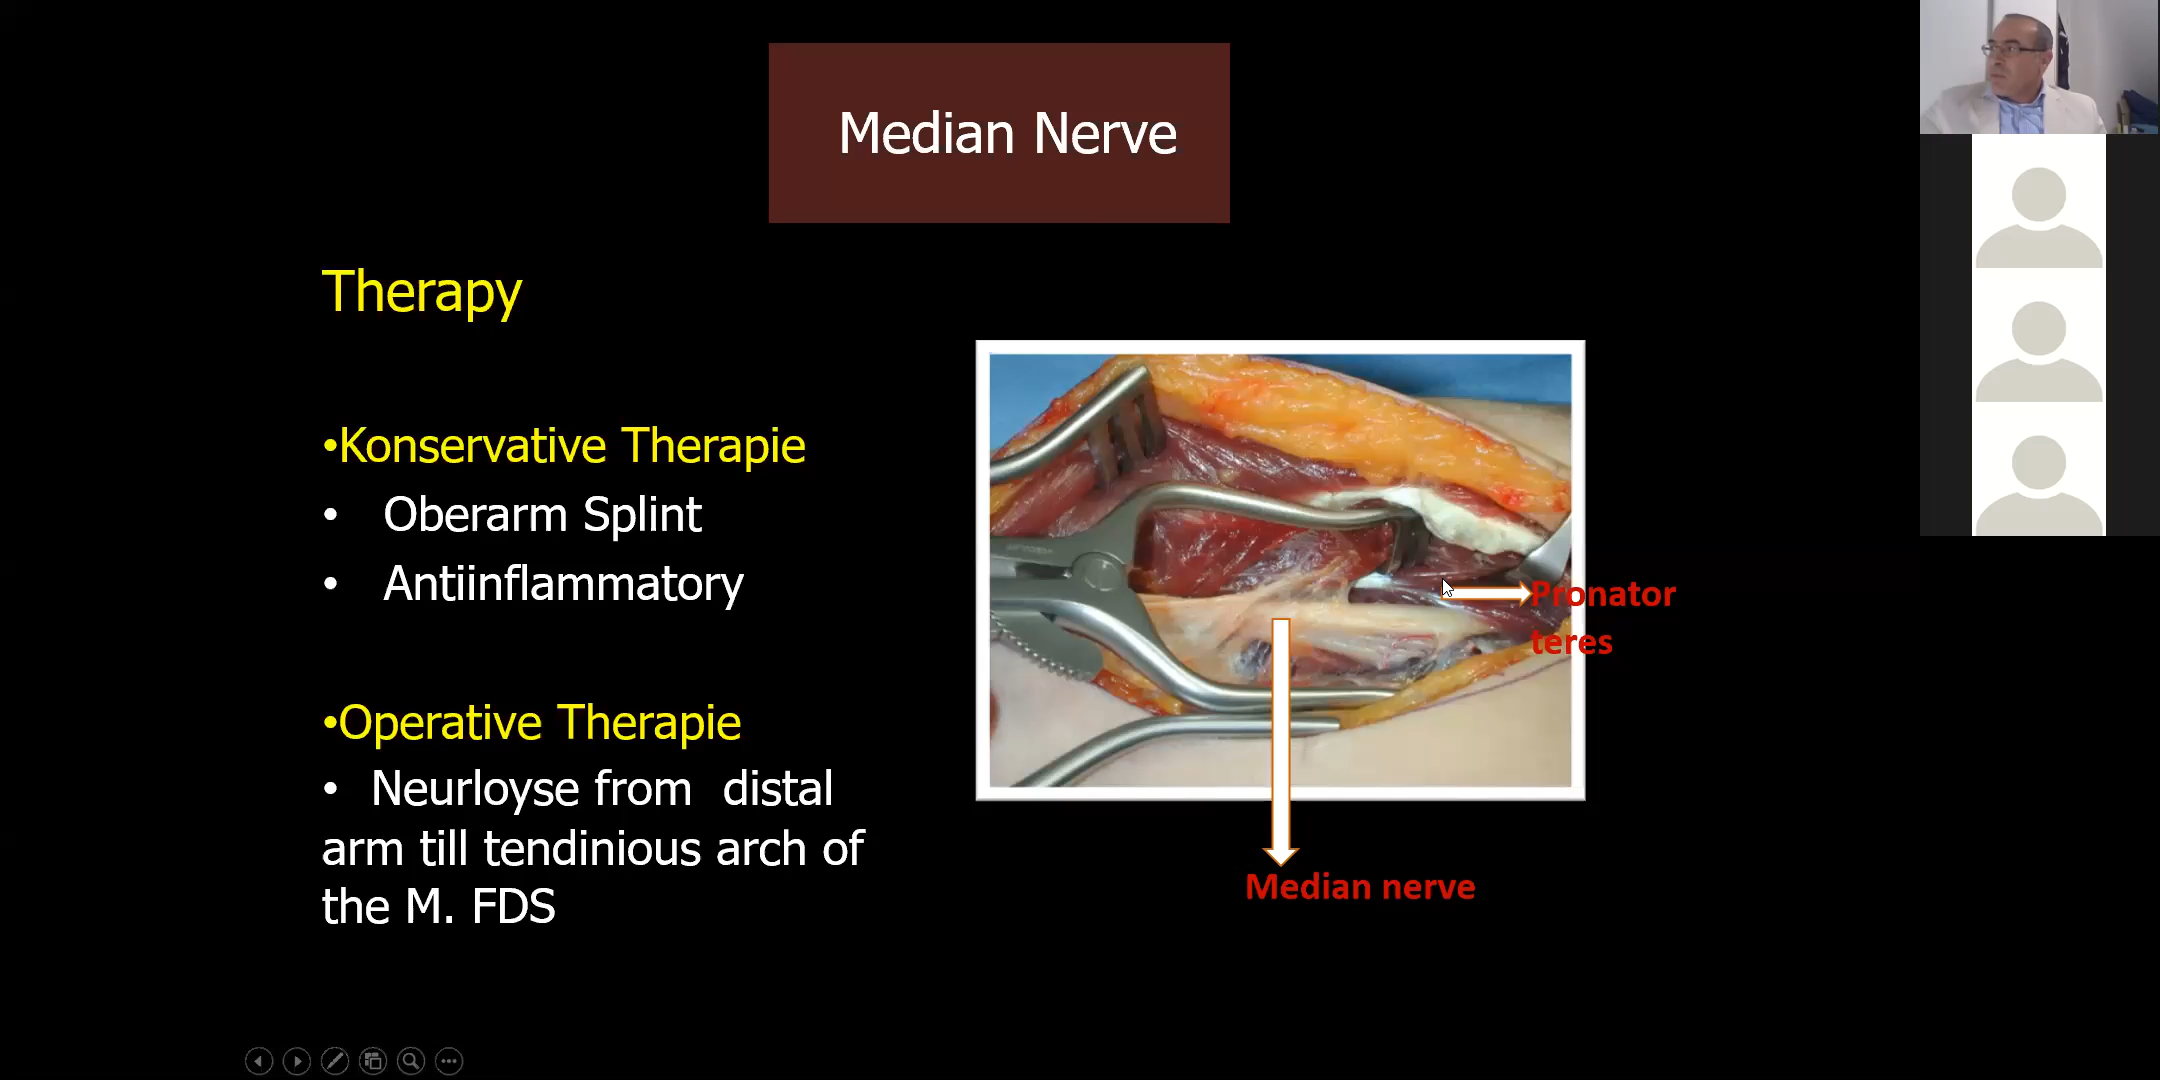 Median Nerve
Therapy
•Konservative Therapie
• Oberarm Splint
• Antiinflammatory
•Operative Therapie
• Neurloyse from distal
arm till tendinious arch of
the M. FDS
Pronator
teres
Median nerve